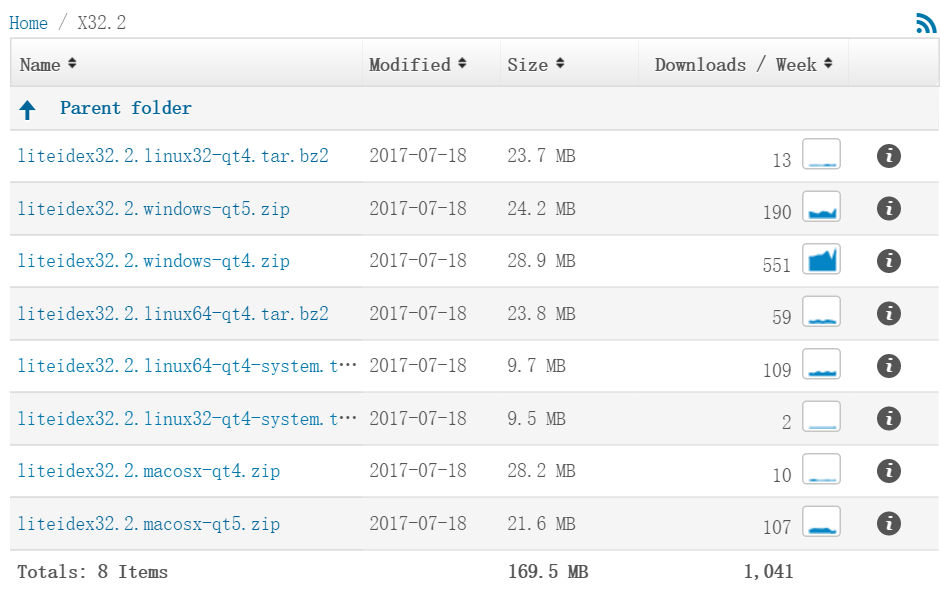 Home / X32.2
Name Modified Size Downloads / Week
Parent folder
liteidex32.2.linux32-qt4.tar.bz2 2017-07-18 23.7 MB 13
liteidex32.2.windows-qt5.zip 2017-07-18 24.2 MB 190
liteidex32.2.windows-qt4.zip 2017-07-18 28.9 MB 551
liteidex32.2.linux64-qt4.tar.bz2 2017-07-18 23.8 MB 59
liteidex32.2.linux64-qt4-system.t… 2017-07-18 9.7 MB 109
liteidex32.2.linux32-qt4-system.t… 2017-07-18 9.5 MB 2
liteidex32.2.macosx-qt4.zip 2017-07-18 28.2 MB 10
liteidex32.2.macosx-qt5.zip 2017-07-18 21.6 MB 107
Totals: 8 Items 169.5 MB 1,041